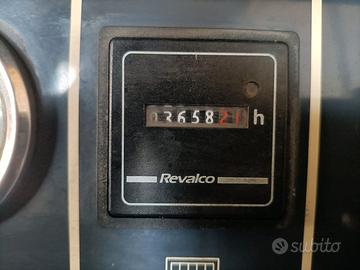 3658 h
Revalco
subito